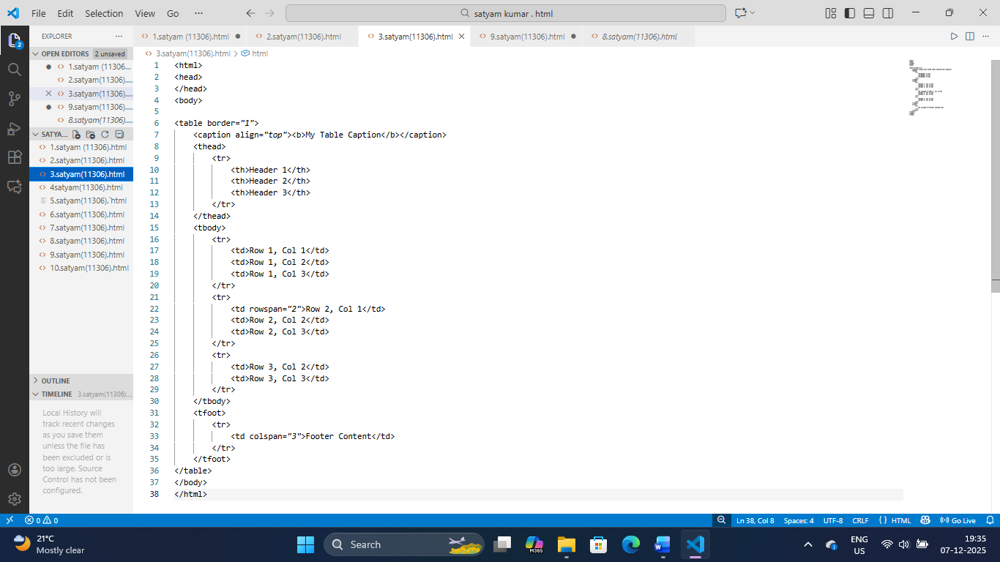 File Edit Selection View Go ··· satyam kumar . html
EXPLORER ···
1.satyam (11306).html 2.satyam(11306).html 3.satyam(11306).html 9.satyam(11306).html 8.satyam(11306).html
OPEN EDITORS 2 unsaved
1.satyam (11306...
2.satyam(11306)....
3.satyam(11306)....
9.satyam(11306)....
8.satyam(11306)....
SATYA...
1.satyam (11306).html
2.satyam(11306).html
3.satyam(11306).html
4satyam(11306).html
5.satyam(11306).`html
6.satyam(11306).html
7.satyam(11306).html
8.satyam(11306).html
9.satyam(11306).html
10.satyam(11306).html
OUTLINE
TIMELINE 3.satyam(11306)....
Local History will
track recent changes
as you save them
unless the file has
been excluded or is
too large. Source
Control has not been
configured.
2
3.satyam(11306).html > html
1 <html>
2 <head>
3 </head>
4 <body>
5
6 <table border="1">
7 <caption align="top"><b>My Table Caption</b></caption>
8 <thead>
9 <tr>
10 <th>Header 1</th>
11 <th>Header 2</th>
12 <th>Header 3</th>
13 </tr>
14 </thead>
15 <tbody>
16 <tr>
17 <td>Row 1, Col 1</td>
18 <td>Row 1, Col 2</td>
19 <td>Row 1, Col 3</td>
20 </tr>
21 <tr>
22 <td rowspan="2">Row 2, Col 1</td>
23 <td>Row 2, Col 2</td>
24 <td>Row 2, Col 3</td>
25 </tr>
26 <tr>
27 <td>Row 3, Col 2</td>
28 <td>Row 3, Col 3</td>
29 </tr>
30 </tbody>
31 <tfoot>
32 <tr>
33 <td colspan="3">Footer Content</td>
34 </tr>
35 </tfoot>
36 </table>
37 </body>
38 </html>
0 0 Ln 38, Col 8 Spaces: 4 UTF-8 CRLF {} HTML Go Live
21°C
Mostly clear
Search
M365
ENG
US
19:35
07-12-2025